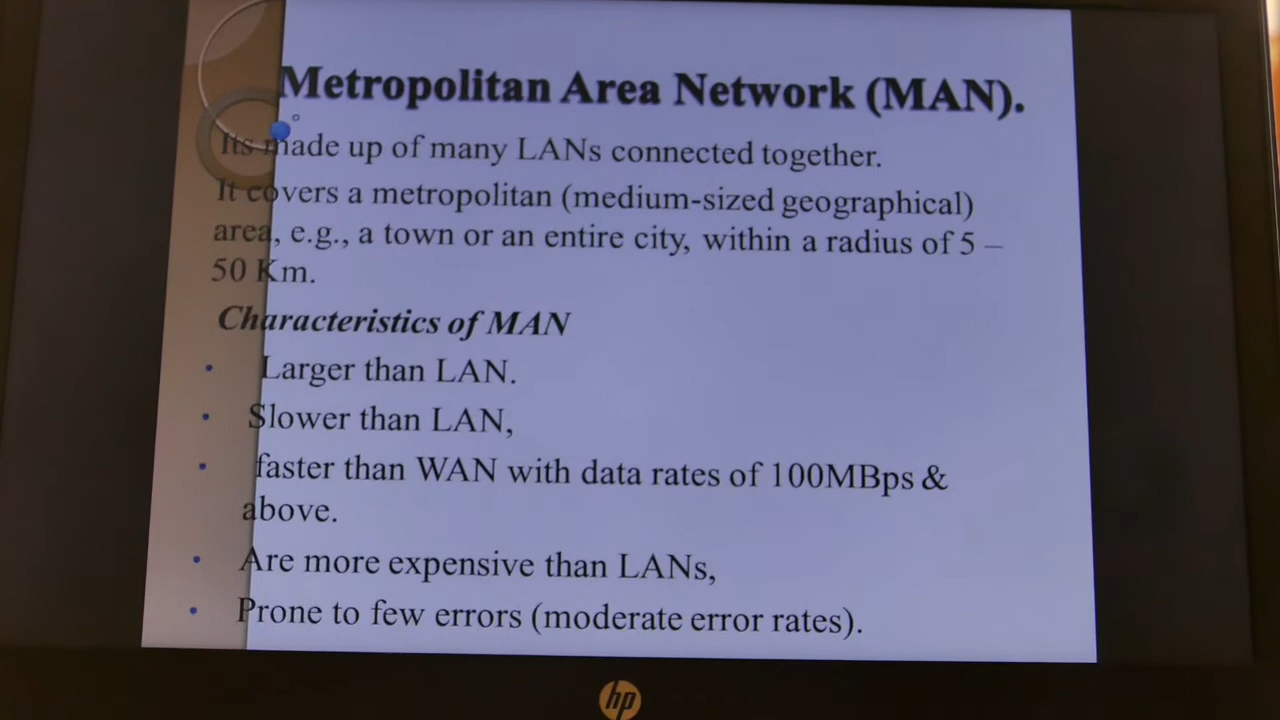 Metropolitan Area Network (MAN).
Its made up of many LANs connected together.
It covers a metropolitan (medium-sized geographical)
area, e.g., a town or an entire city, within a radius of 5 –
50 Km.
Characteristics of MAN
• Larger than LAN.
• Slower than LAN,
• faster than WAN with data rates of 100MBps &
above.
• Are more expensive than LANs,
• Prone to few errors (moderate error rates).
hp